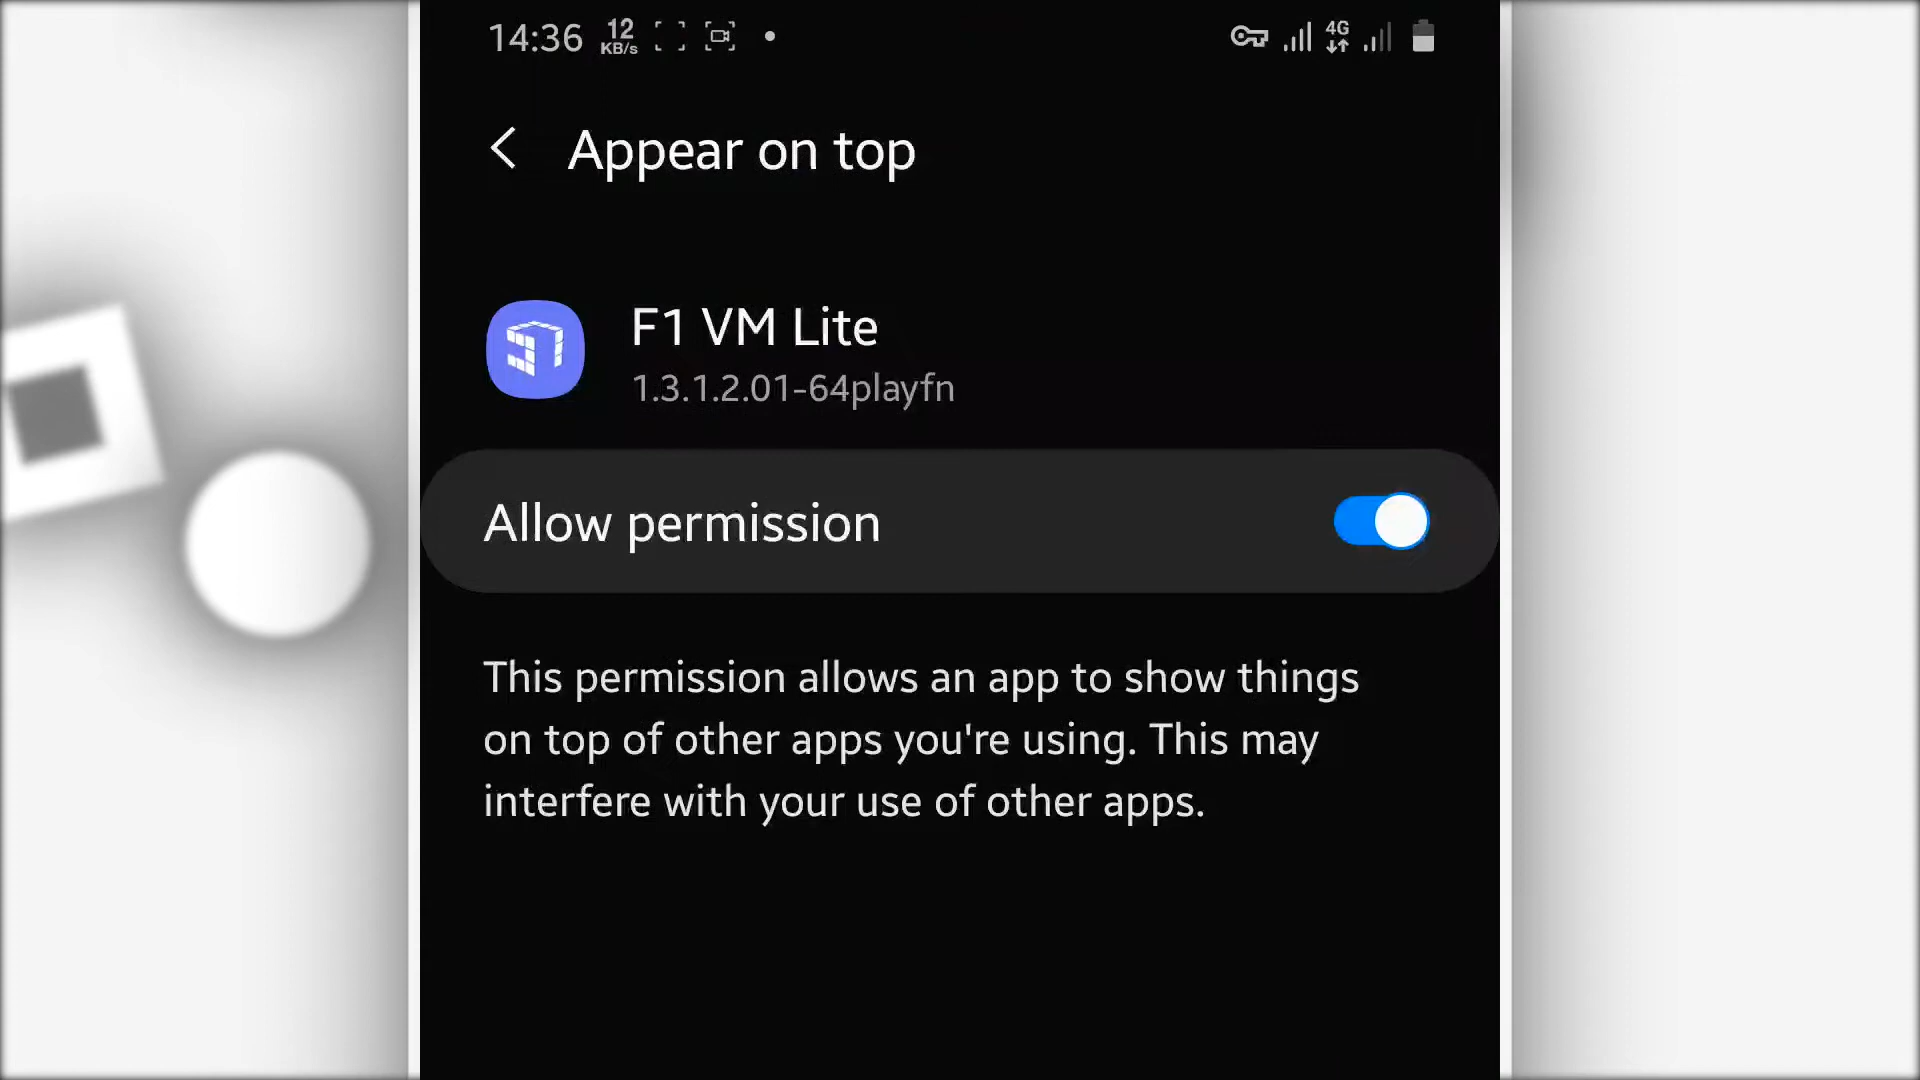 14:36 12 KB/s 4G
Appear on top
F1 VM Lite
1.3.1.2.01-64playfn
Allow permission
This permission allows an app to show things
on top of other apps you're using. This may
interfere with your use of other apps.